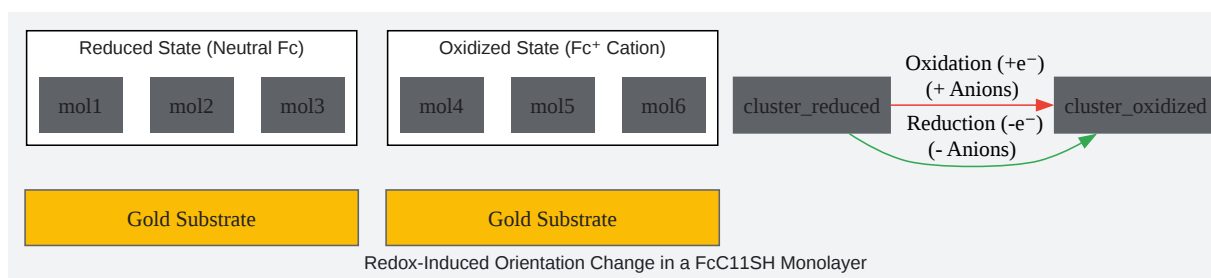 Reduced State (Neutral Fc)
mol1 mol2 mol3
Gold Substrate
Oxidized State (Fc⁺ Cation)
mol4 mol5 mol6
Gold Substrate
cluster_reduced
Oxidation (+e⁻)
(+ Anions)
Reduction (-e⁻)
(- Anions)
cluster_oxidized
Redox-Induced Orientation Change in a FcC11SH Monolayer